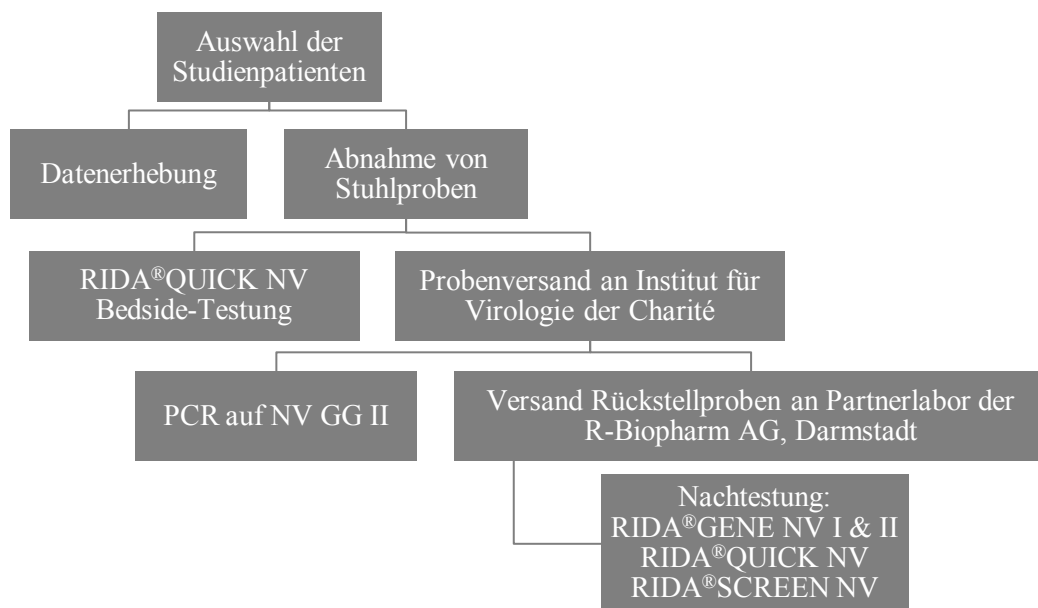 Auswahl der
Studienpatienten
Datenerhebung
Abnahme von
Stuhlproben
RIDA®QUICK NV
Bedside-Testung
Probenversand an Institut für
Virologie der Charité
PCR auf NV GG II
Versand Rückstellproben an Partnerlabor der
R-Biopharm AG, Darmstadt
Nachtestung:
RIDA®GENE NV I & II
RIDA®QUICK NV
RIDA®SCREEN NV